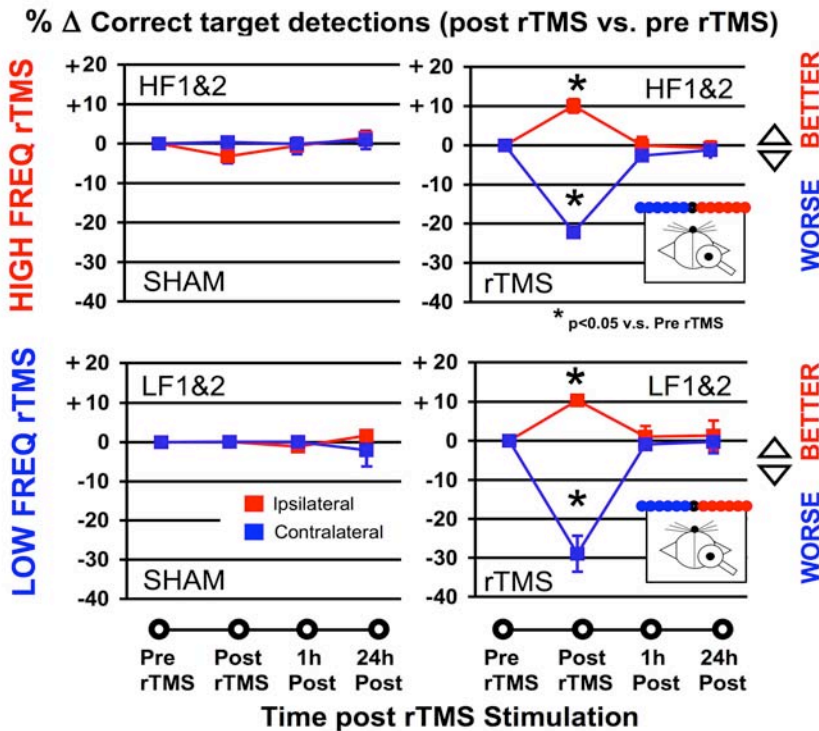 % Δ Correct target detections (post rTMS vs. pre rTMS)
HIGH FREQ rTMS
+20
+10
0
-10
-20
-30
-40
HF1&2
SHAM
+20
+10
0
-10
-20
-30
-40
*
HF1&2
*
rTMS
* p<0.05 v.s. Pre rTMS
BETTER
WORSE
LOW FREQ rTMS
+20
+10
0
-10
-20
-30
-40
LF1&2
Ipsilateral
Contralateral
SHAM
+20
+10
0
-10
-20
-30
-40
*
LF1&2
*
rTMS
BETTER
WORSE
Pre rTMS
Post rTMS
1h Post
24h Post
Pre rTMS
Post rTMS
1h Post
24h Post
Time post rTMS Stimulation